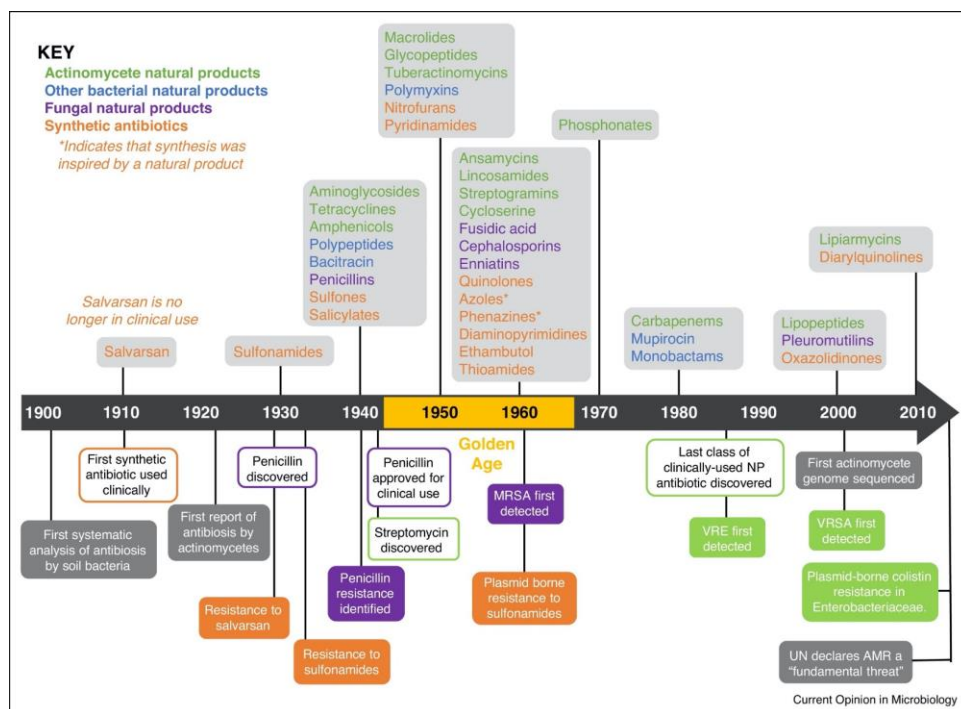 KEY
Actinomycete natural products
Other bacterial natural products
Fungal natural products
Synthetic antibiotics
*Indicates that synthesis was
inspired by a natural product
Salvarsan is no
longer in clinical use
Salvarsan
Sulfonamides
Aminoglycosides
Tetracyclines
Amphenicols
Polypeptides
Bacitracin
Penicillins
Sulfones
Salicylates
Macrolides
Glycopeptides
Tuberactinomycins
Polymyxins
Nitrofurans
Pyridinamides
Ansamycins
Lincosamides
Streptogramins
Cycloserine
Fusidic acid
Cephalosporins
Enniatins
Quinolones
Azoles*
Phenazines*
Diaminopyrimidines
Ethambutol
Thioamides
Phosphonates
Carbapenems
Mupirocin
Monobactams
Lipopeptides
Pleuromutilins
Oxazolidinones
Lipiarmycins
Diarylquinolines
1900 1910 1920 1930 1940 1950 1960 1970 1980 1990 2000 2010
Golden
Age
First systematic
analysis of antibiosis
by soil bacteria
First synthetic
antibiotic used
clinically
First report of
antibiosis by
actinomycetes
Resistance to
salvarsan
Penicillin
discovered
Resistance to
sulfonamides
Penicillin
resistance
identified
Penicillin
approved for
clinical use
Streptomycin
discovered
MRSA first
detected
Plasmid borne
resistance to
sulfonamides
Last class of
clinically-used NP
antibiotic discovered
VRE first
detected
First actinomycete
genome sequenced
VRSA first
detected
Plasmid-borne colistin
resistance in
Enterobacteriaceae.
UN declares AMR a
“fundamental threat”
Current Opinion in Microbiology